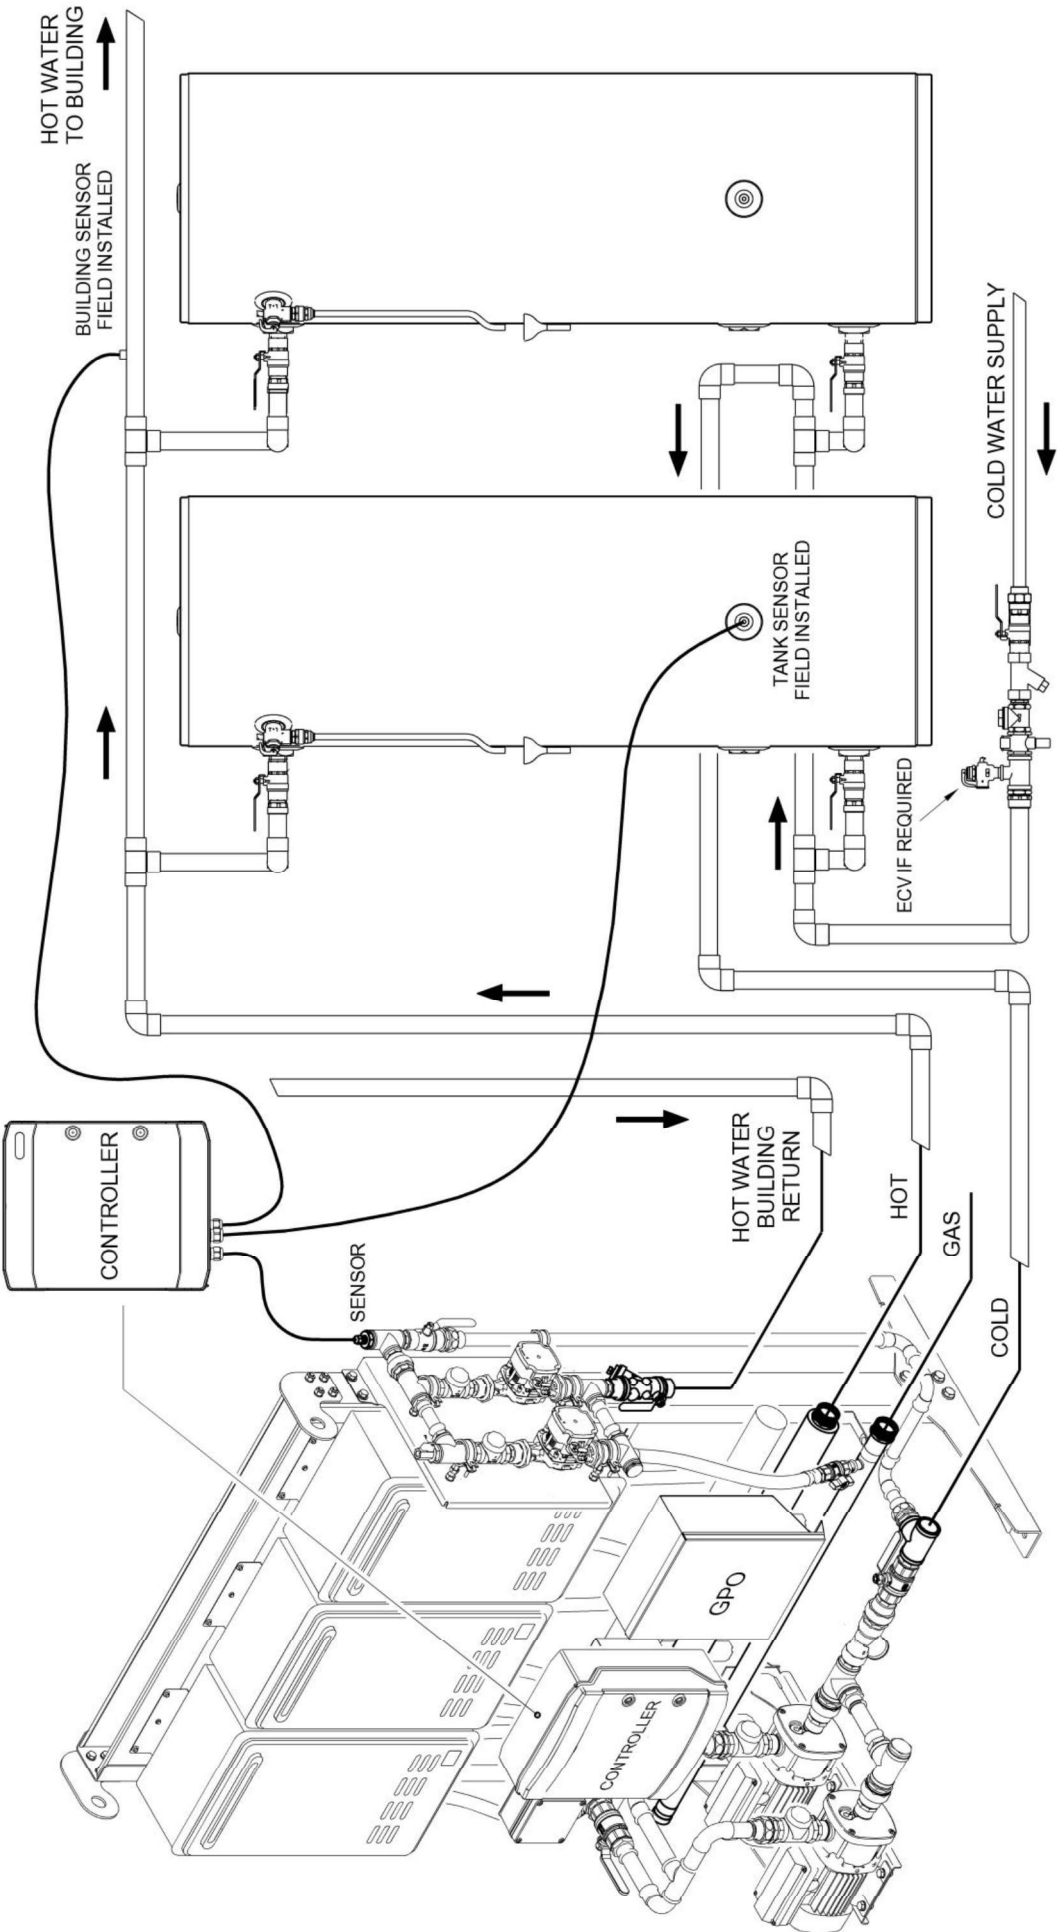 HOT WATER
TO BUILDING
BUILDING SENSOR
FIELD INSTALLED
CONTROLLER
SENSOR
TANK SENSOR
FIELD INSTALLED
COLD WATER SUPPLY
ECV IF REQUIRED
HOT WATER
BUILDING
RETURN
HOT
GAS
COLD
GPO
CONTROLLER